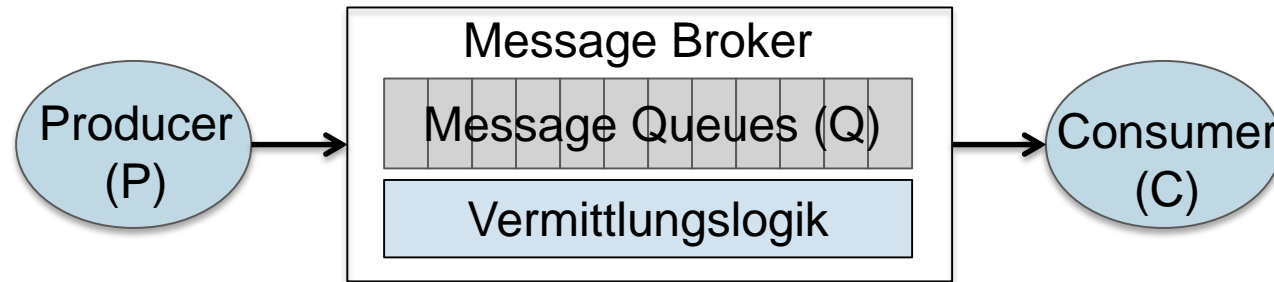 Message Broker
Producer
(P)
Message Queues (Q)
Vermittlungslogik
Consumer
(C)